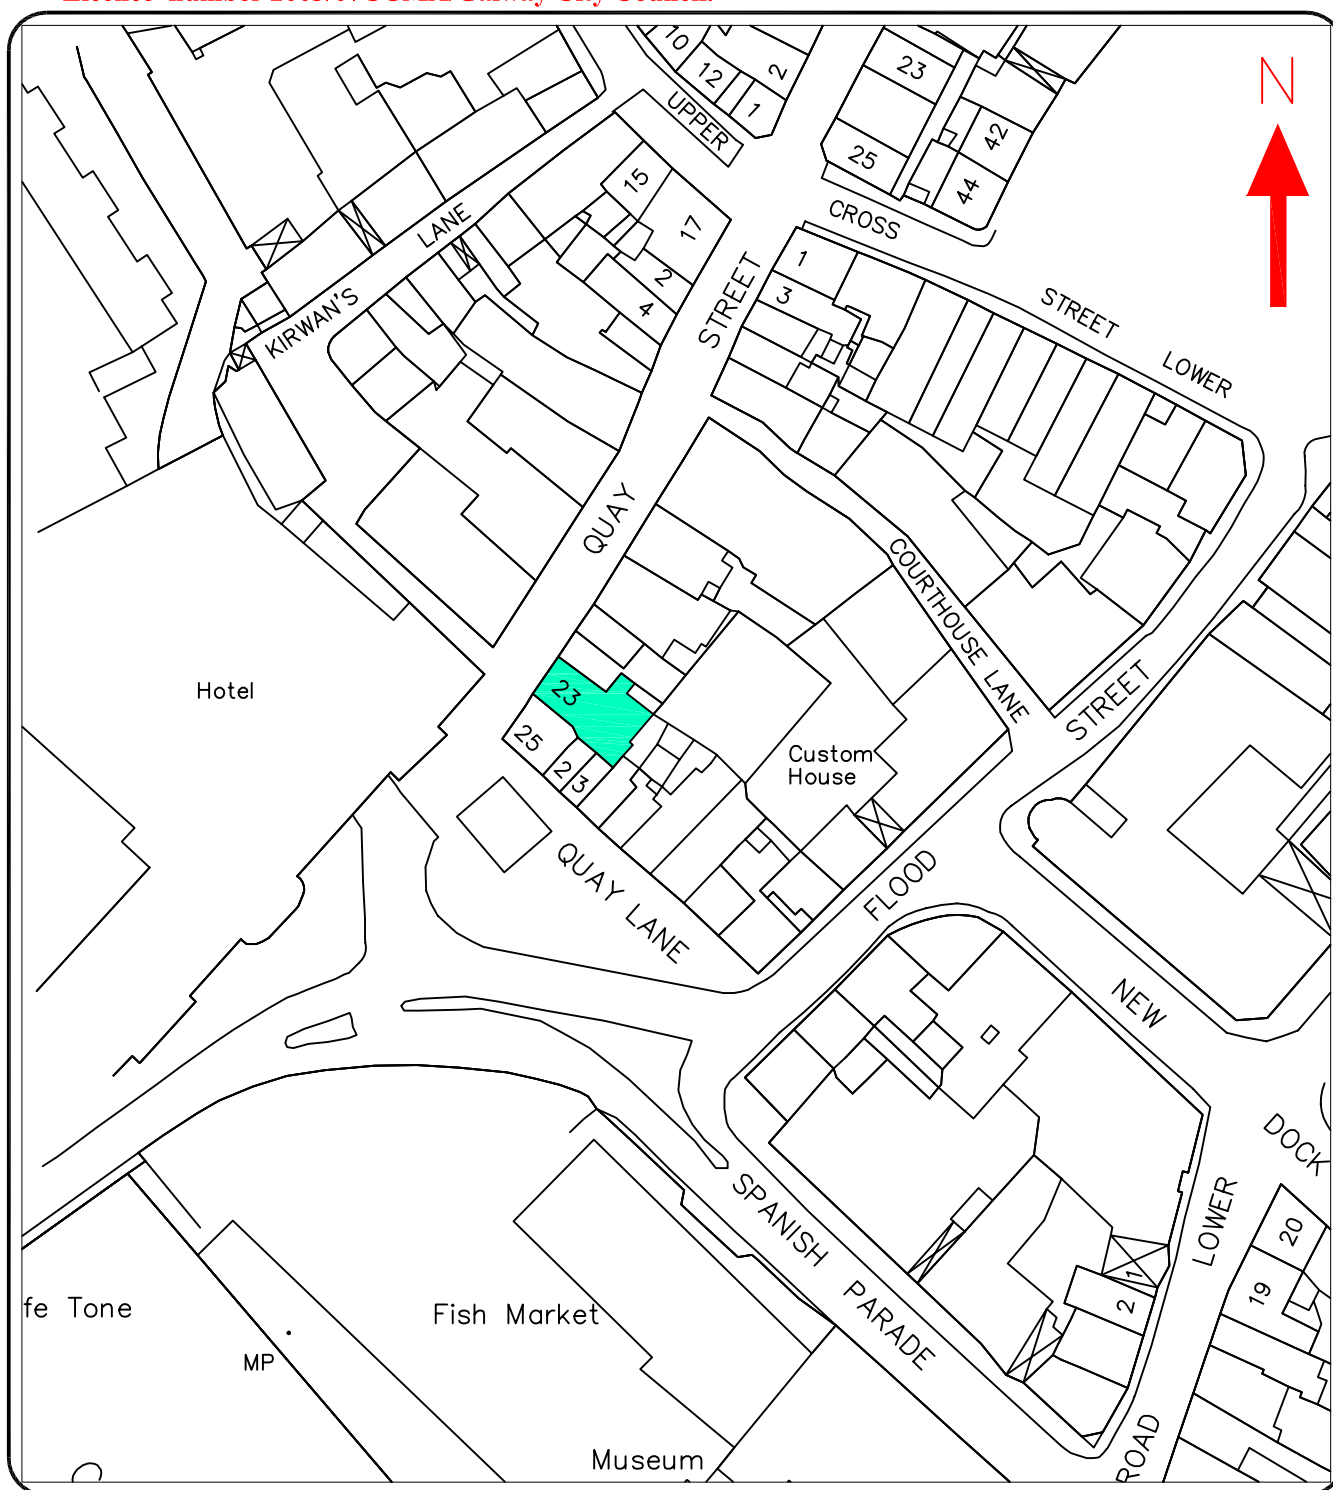 N
10
12
2
1
UPPER
23
25
42
44
CROSS
STREET
LOWER
15
17
2
4
1
3
STREET
QUAY
KIRWAN'S
LANE
COURTHOUSE LANE
Hotel
23
25
2
3
Custom
House
QUAY LANE
FLOOD
STREET
NEW
DOCK
LOWER
ROAD
SPANISH PARADE
1
2
20
19
fe Tone
Fish Market
MP
Museum